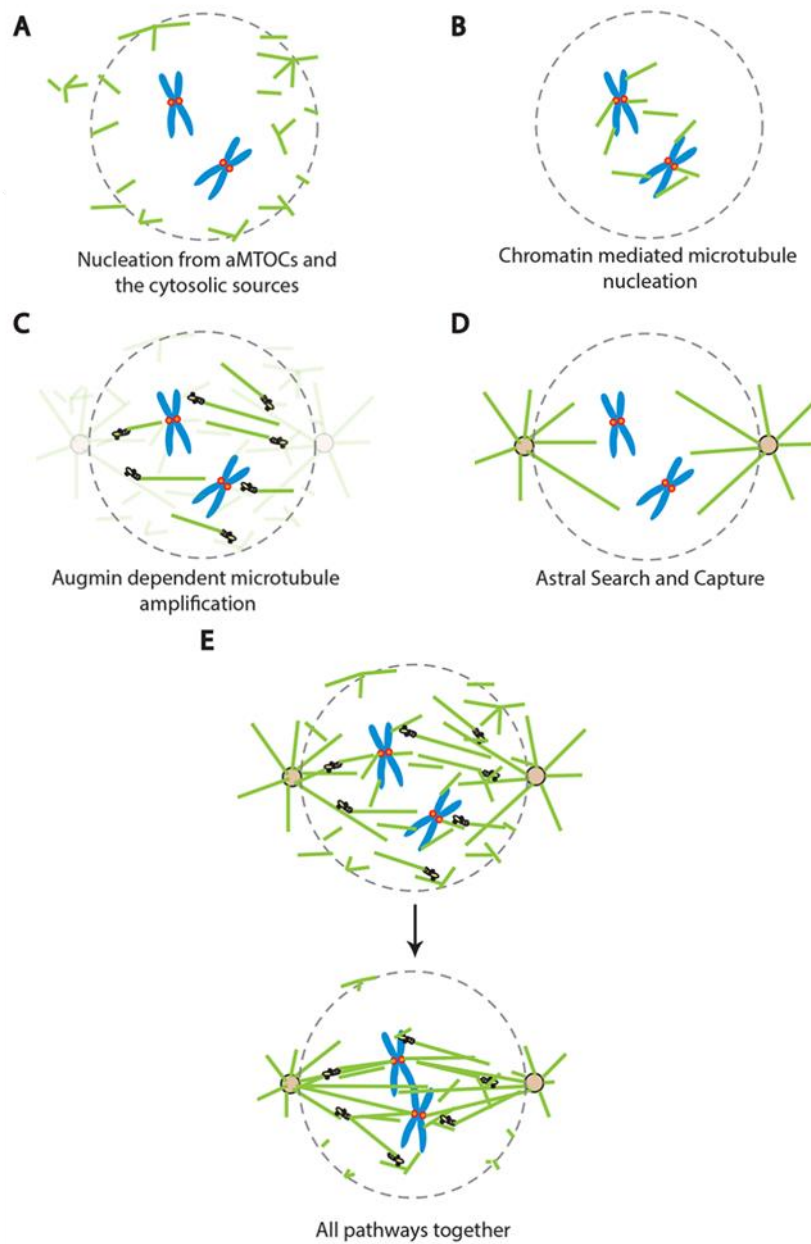 A
B
Nucleation from aMTOCs and
the cytosolic sources
Chromatin mediated microtubule
nucleation
C
D
Augmin dependent microtubule
amplification
Astral Search and Capture
E
All pathways together